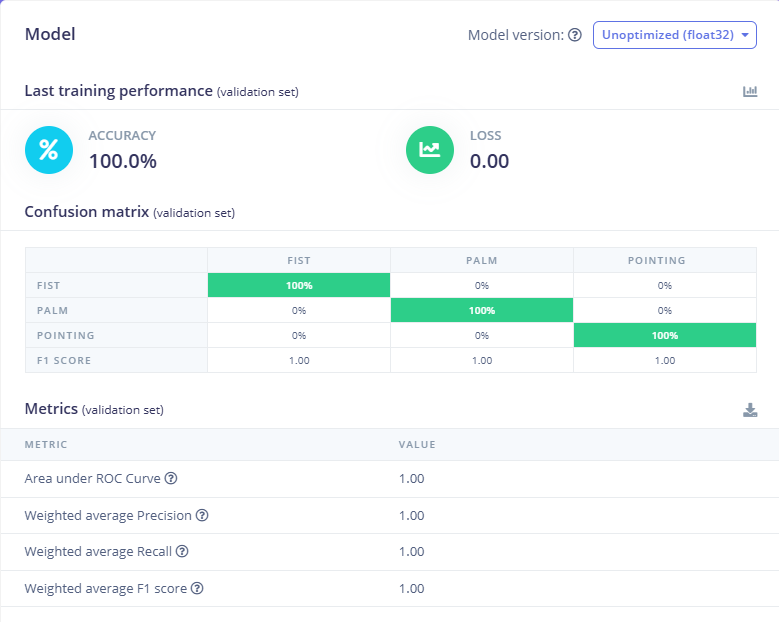 Model
Model version: Unoptimized (float32)
Last training performance (validation set)
% ACCURACY 100.0% LOSS 0.00
Confusion matrix (validation set)
FIST PALM POINTING
FIST 100% 0% 0%
PALM 0% 100% 0%
POINTING 0% 0% 100%
F1 SCORE 1.00 1.00 1.00
Metrics (validation set)
METRIC VALUE
Area under ROC Curve 1.00
Weighted average Precision 1.00
Weighted average Recall 1.00
Weighted average F1 score 1.00